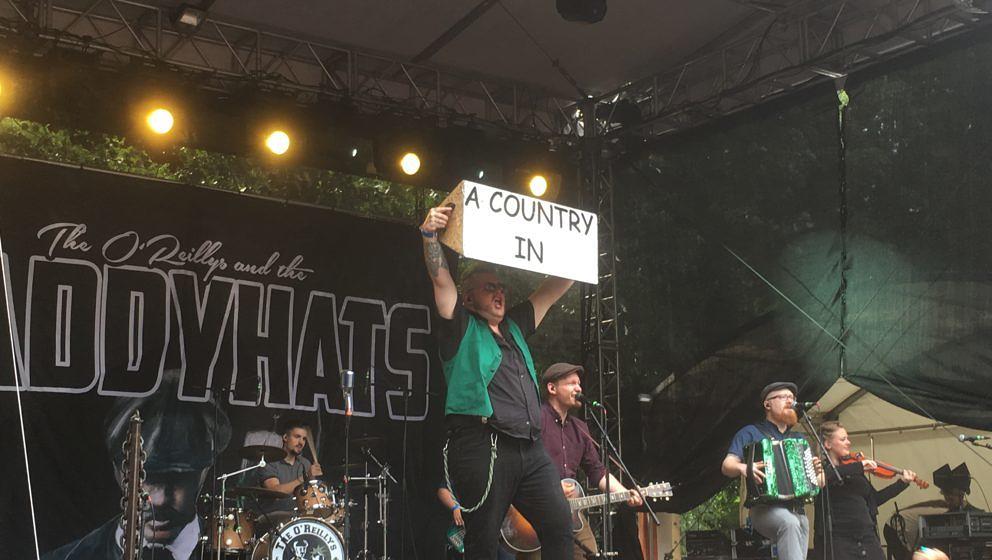 A COUNTRY
IN
The O'Reillys and the
ADDYHATS
THE O'REILLYS